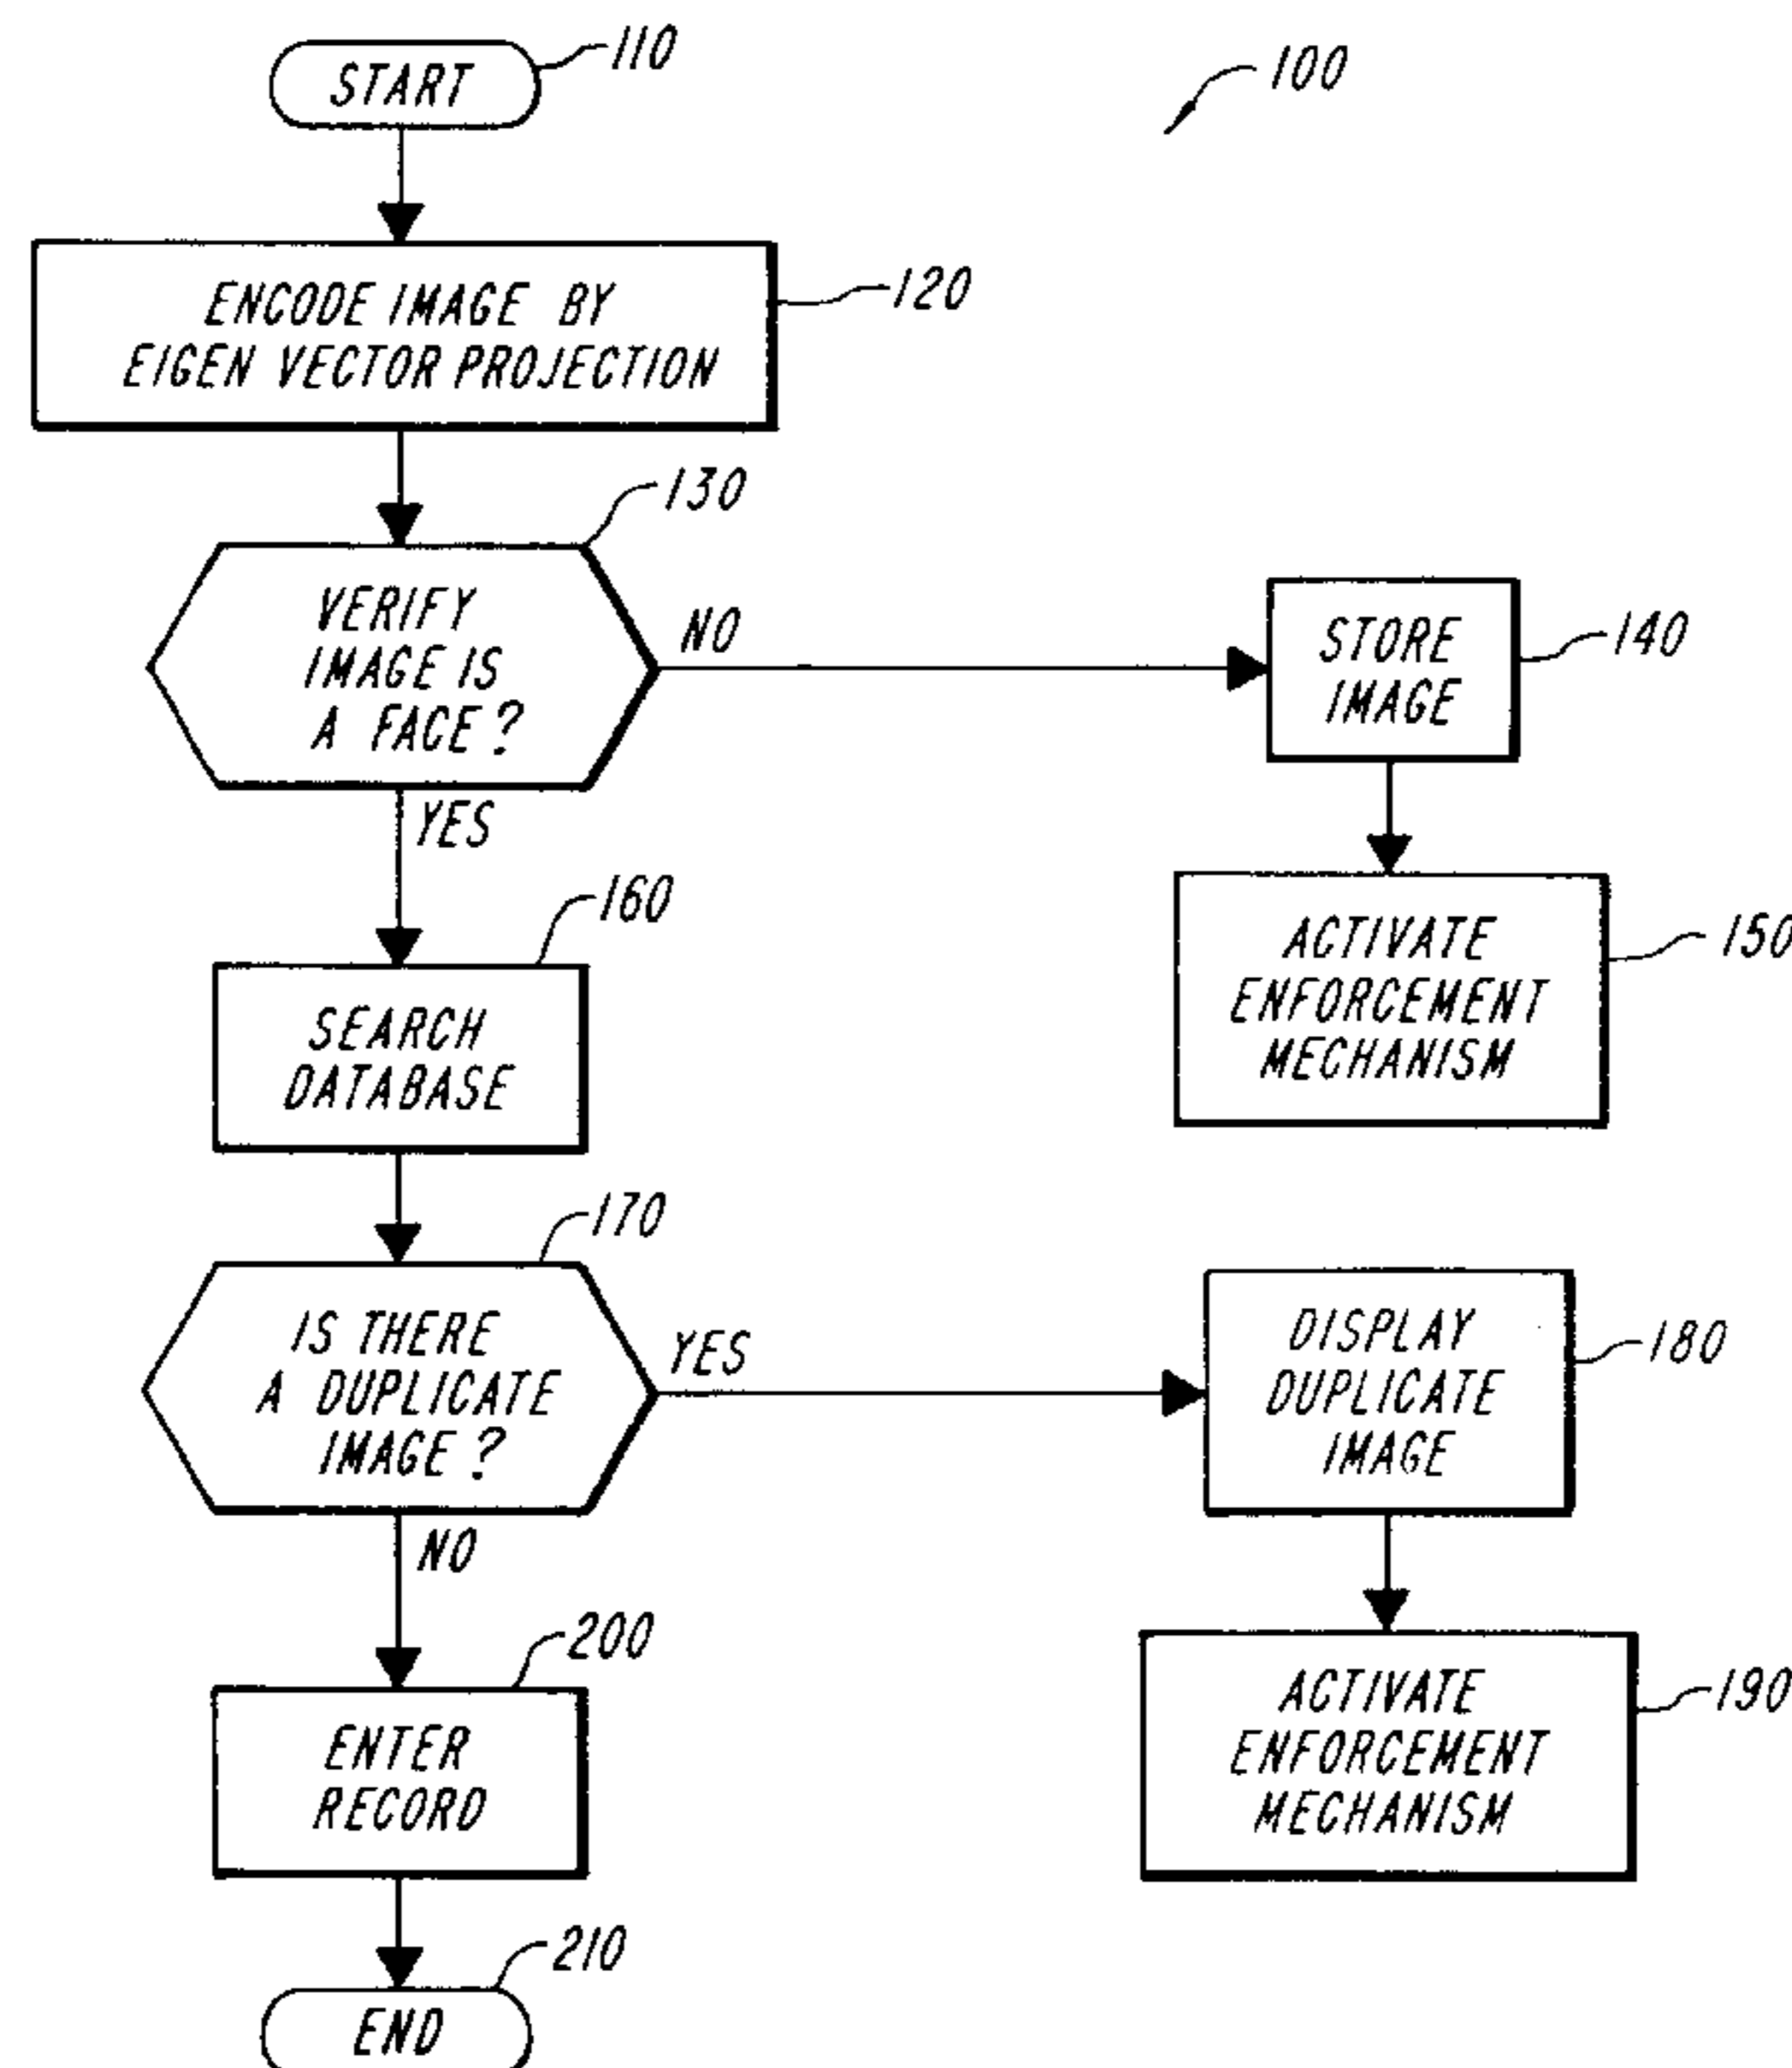 START
110
100
ENCODE IMAGE BY
EIGEN VECTOR PROJECTION
120
130
VERIFY
IMAGE IS
A FACE?
NO
YES
STORE
IMAGE
140
ACTIVATE
ENFORCEMENT
MECHANISM
150
160
SEARCH
DATABASE
170
IS THERE
A DUPLICATE
IMAGE?
YES
NO
DISPLAY
DUPLICATE
IMAGE
180
ACTIVATE
ENFORCEMENT
MECHANISM
190
200
ENTER
RECORD
210
END